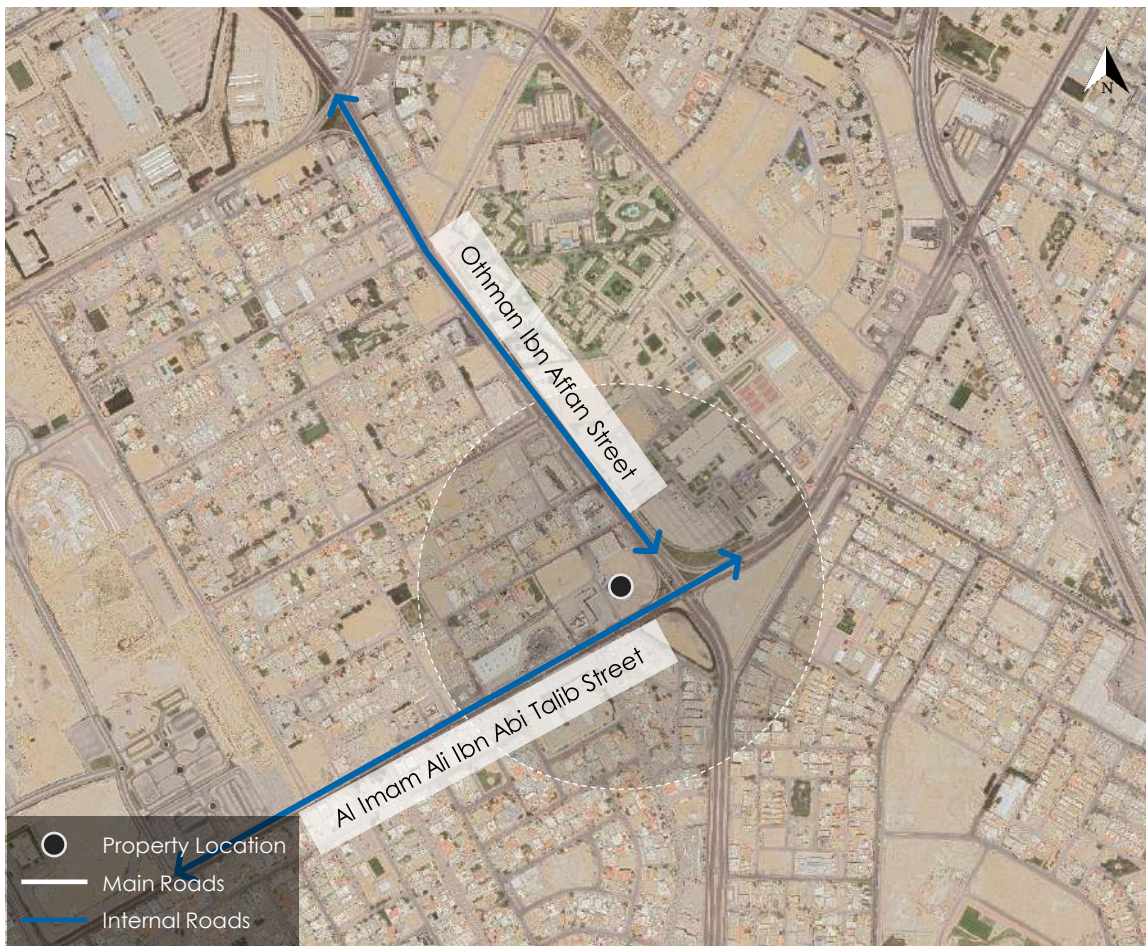 N
Othman Ibn Affan Street
Al Imam Ali Ibn Abi Talib Street
Property Location
Main Roads
Internal Roads